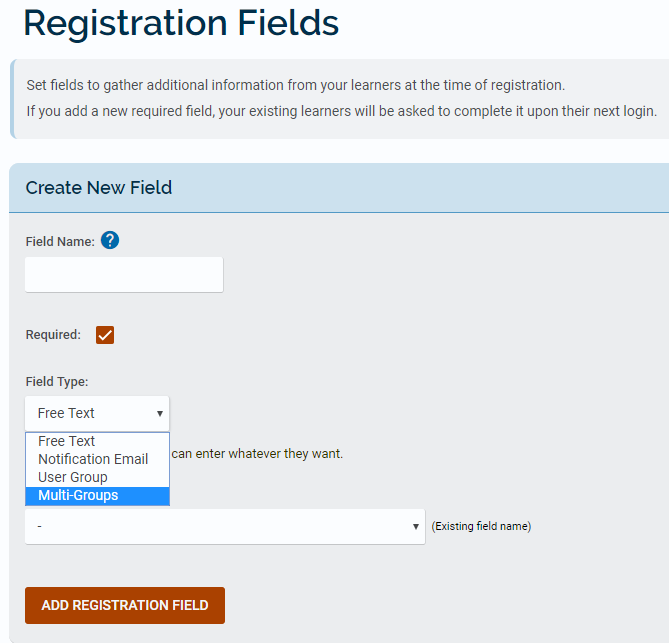 Registration Fields
Set fields to gather additional information from your learners at the time of registration.
If you add a new required field, your existing learners will be asked to complete it upon their next login.
Create New Field
Field Name: ?
Required:
Field Type:
Free Text
Free Text
Notification Email
can enter whatever they want.
User Group
Multi-Groups
-
(Existing field name)
ADD REGISTRATION FIELD